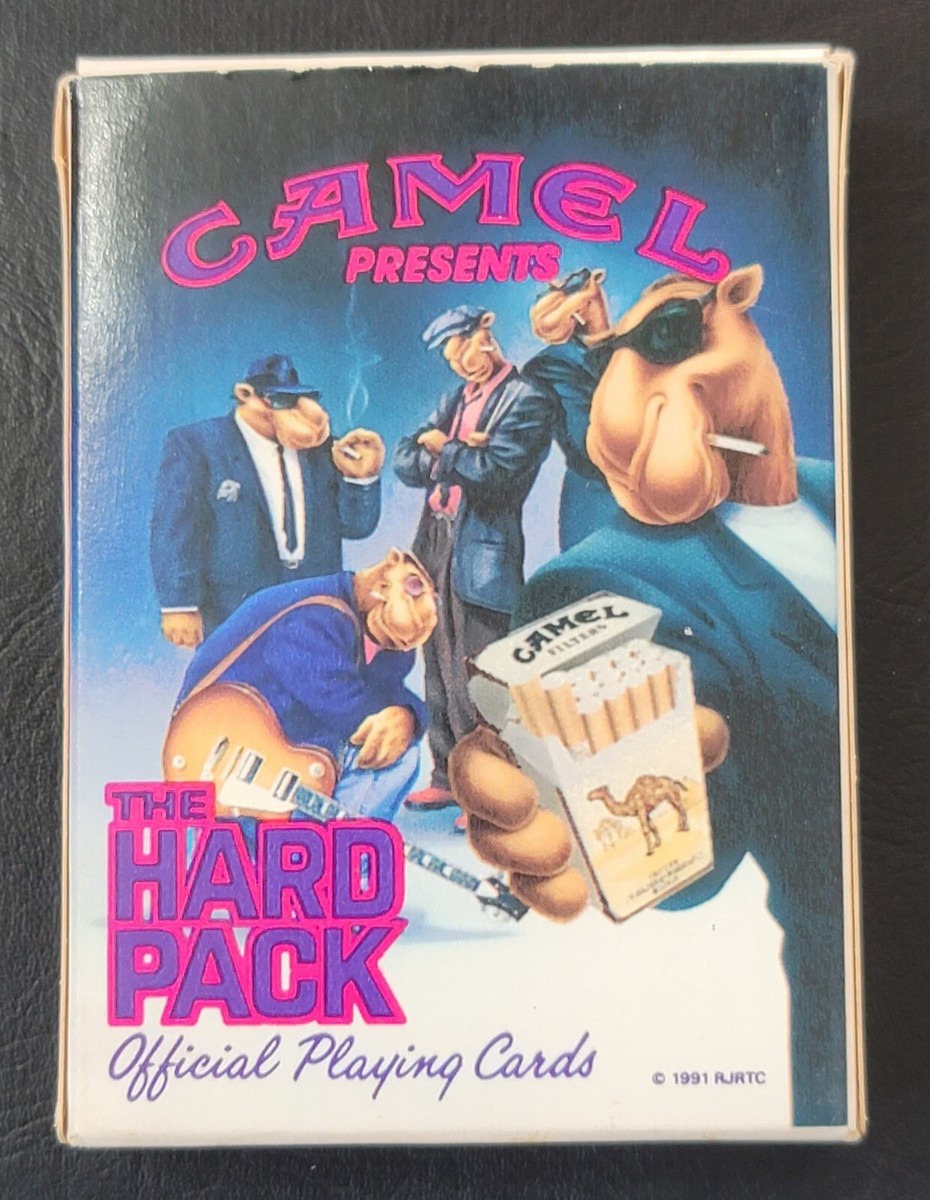 CAMEL
PRESENTS
CAMEL
FILTERS
THE
HARD
PACK
Official Playing Cards
© 1991 RJRTC